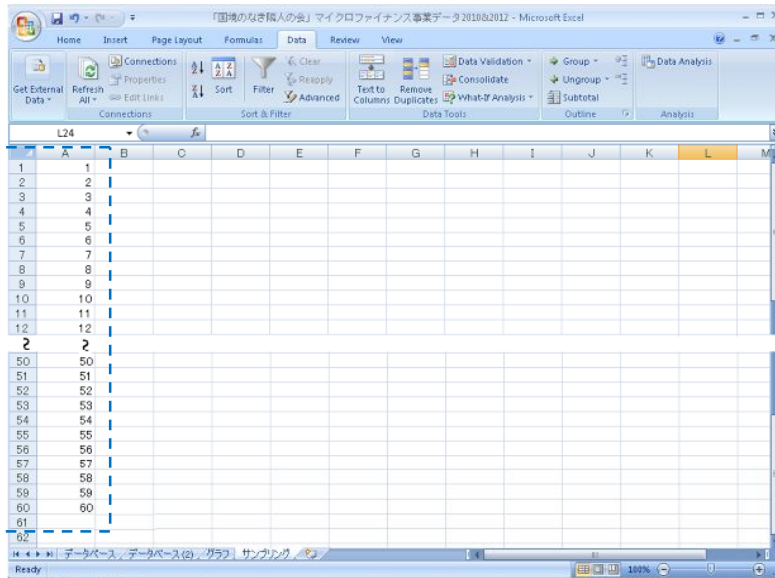 「国境のなき隣人の会」マイクロファイナンス事業データ2010&2012 - Microsoft Excel
Home Insert Page Layout Formulas Data Review View
Get External Data
Refresh All
Connections
Properties
Edit Links
Connections
Sort
Filter
Clear
Reapply
Advanced
Sort & Filter
Text to Columns
Remove Duplicates
Data Validation
Consolidate
What-If Analysis
Data Tools
Group
Ungroup
Subtotal
Outline
Data Analysis
Analysis
L24 fx
A B C D E F G H I J K L M
1 1
2 2
3 3
4 4
5 5
6 6
7 7
8 8
9 9
10 10
11 11
12 12
50 50
51 51
52 52
53 53
54 54
55 55
56 56
57 57
58 58
59 59
60 60
61
62
データベース データベース(2) グラフ サンプリング
Ready 100%